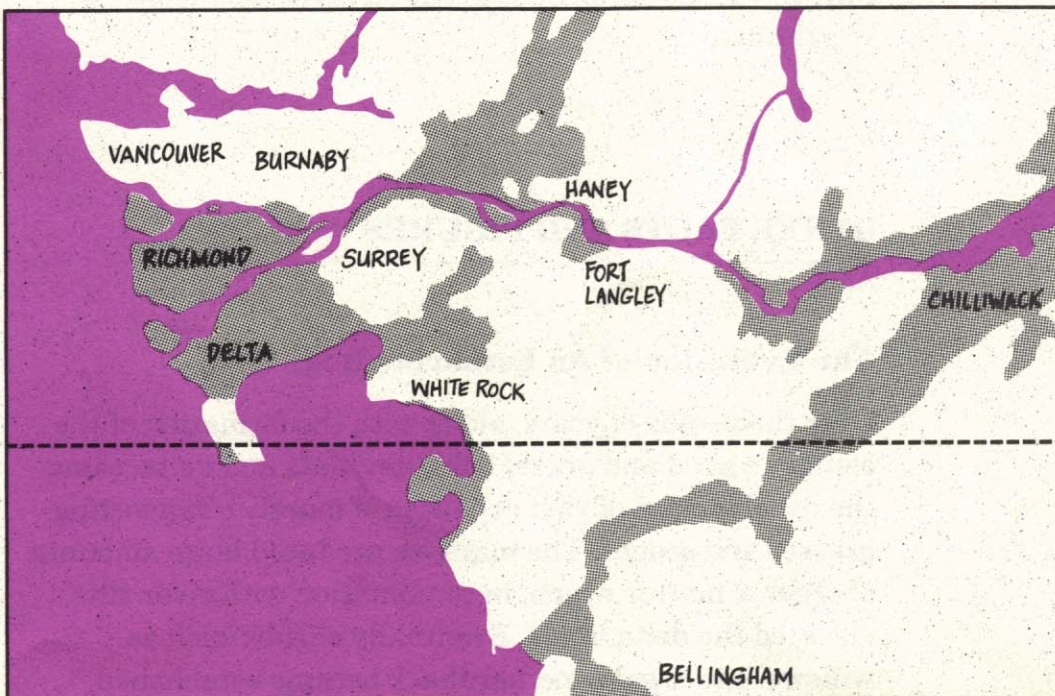 VANCOUVER
BURNABY
HANEY
RICHMOND
SURREY
FORT
LANGLEY
CHILLIWACK
DELTA
WHITE ROCK
BELLINGHAM